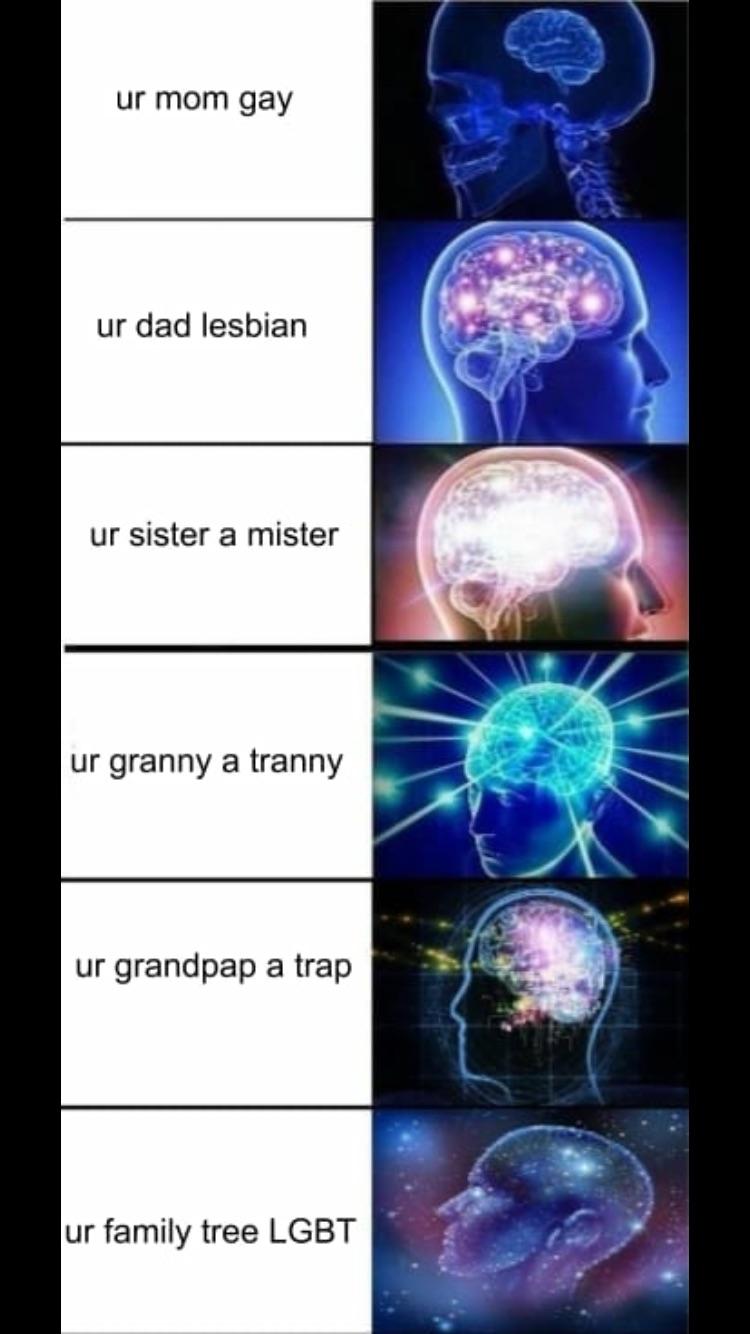 ur mom gay
ur dad lesbian
ur sister a mister
ur granny a tranny
ur grandpap a trap
ur family tree LGBT